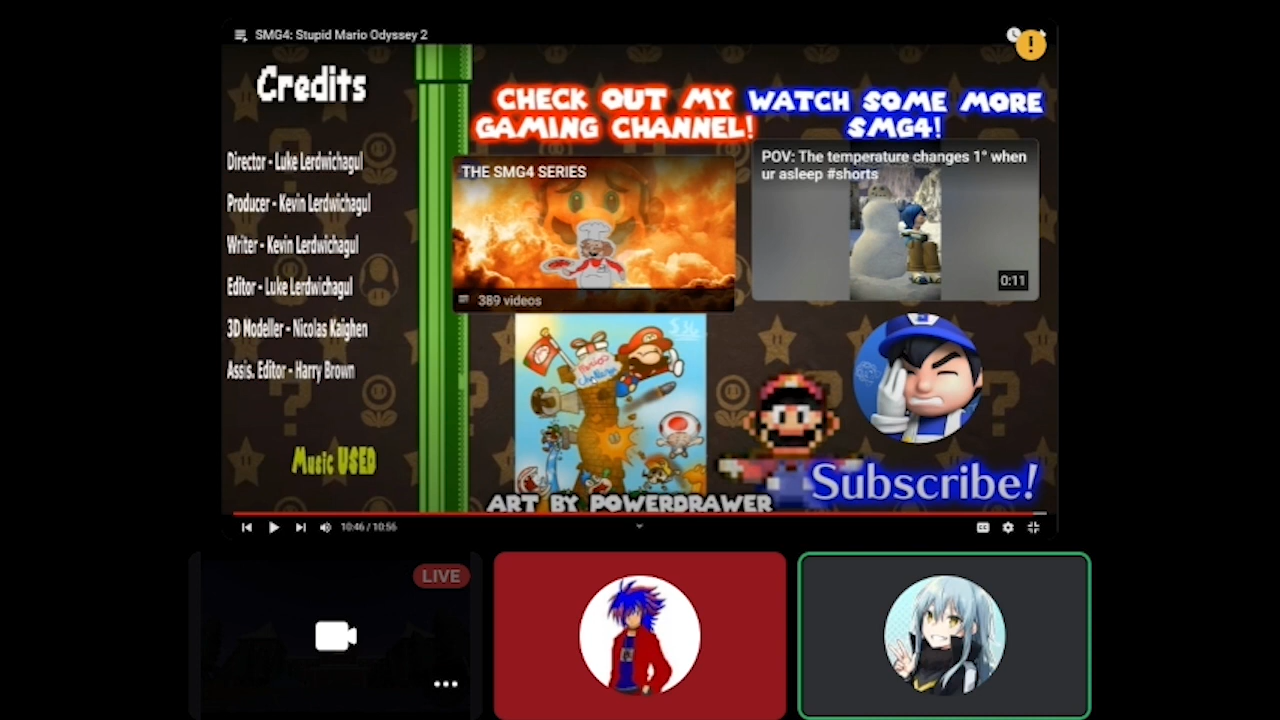 SMG4: Stupid Mario Odyssey 2
Credits
Director - Luke Lerdwichagul
Producer - Kevin Lerdwichagul
Writer - Kevin Lerdwichagul
Editor - Luke Lerdwichagul
3D Modeller - Nicolas Kaighen
Assis. Editor - Harry Brown
Music USED
CHECK OUT MY
GAMING CHANNEL!
THE SMG4 SERIES
389 videos
WATCH SOME MORE
SMG4!
POV: The temperature changes 1° when
ur asleep #shorts
0:11
ART BY POWERDRAWER
Subscribe!
10:46 / 10:56
LIVE